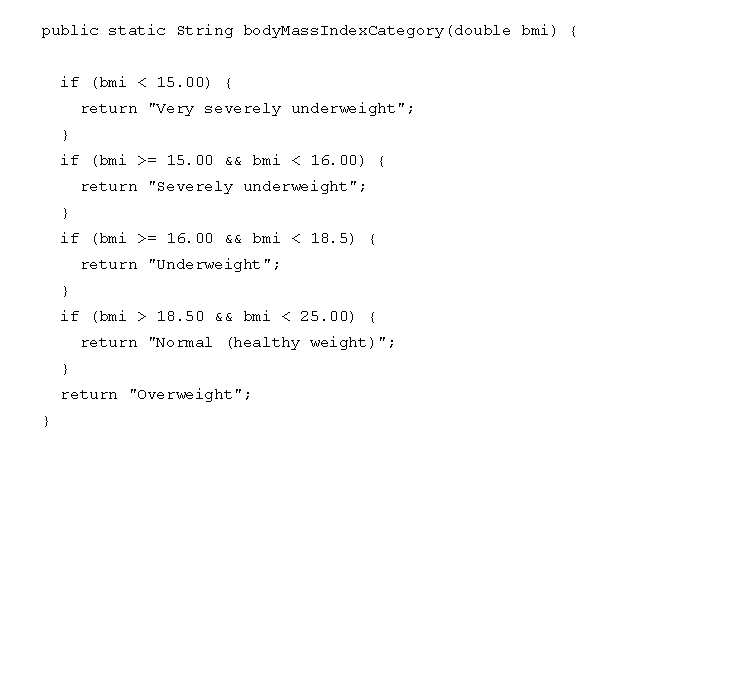 public static String bodyMassIndexCategory(double bmi) {
if (bmi < 15.00) {
return "Very severely underweight";
}
if (bmi >= 15.00 && bmi < 16.00) {
return "Severely underweight";
}
if (bmi >= 16.00 && bmi < 18.5) {
return "Underweight";
}
if (bmi > 18.50 && bmi < 25.00) {
return "Normal (healthy weight)";
}
return "Overweight";
}